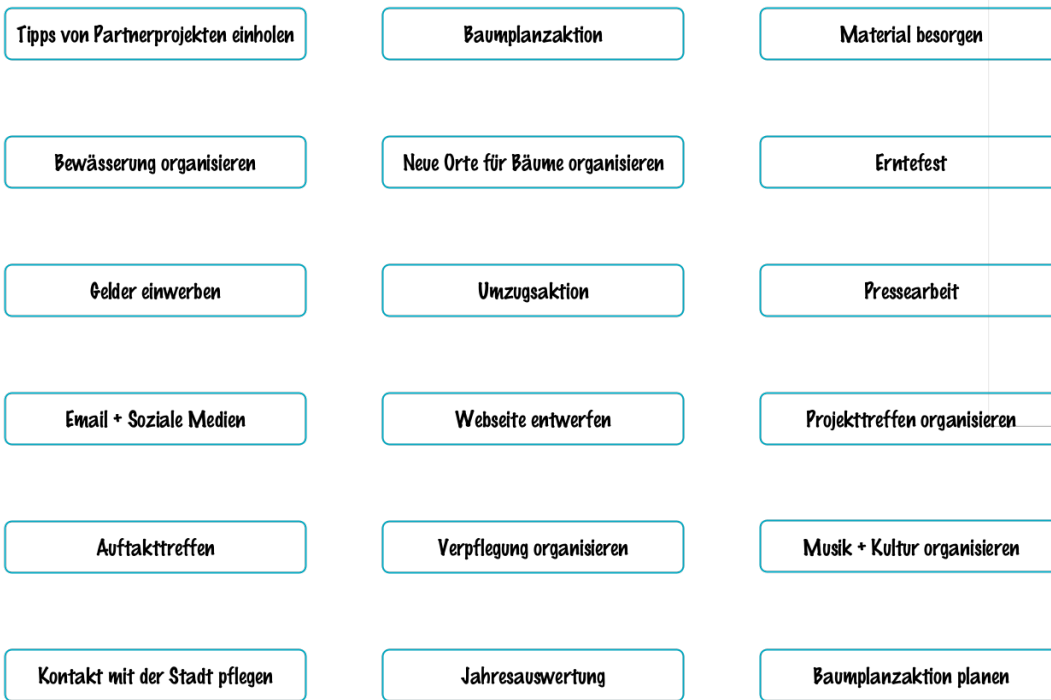 Tipps von Partnerprojekten einholen
Baumplanzaktion
Material besorgen
Bewässerung organisieren
Neue Orte für Bäume organisieren
Erntefest
Gelder einwerben
Umzugsaktion
Pressearbeit
Email + Soziale Medien
Webseite entwerfen
Projekttreffen organisieren
Auftakttreffen
Verpflegung organisieren
Musik + Kultur organisieren
Kontakt mit der Stadt pflegen
Jahresauswertung
Baumplanzaktion planen